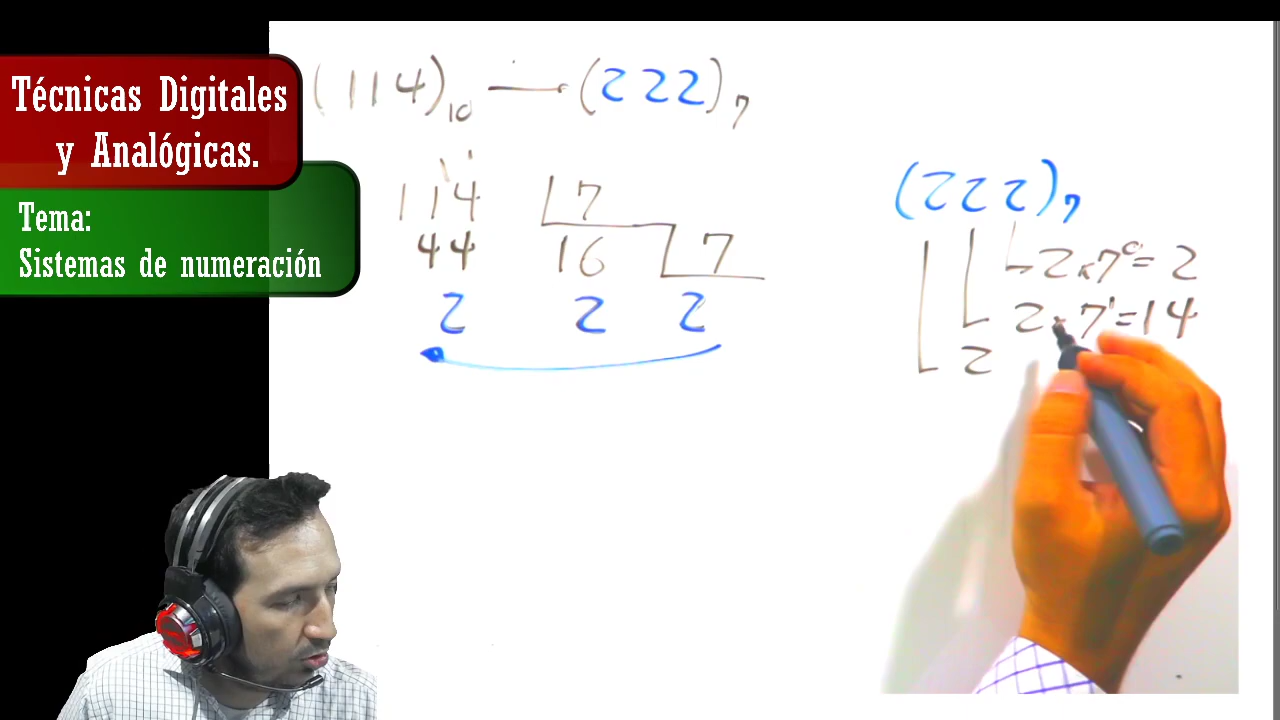 Técnicas Digitales
y Analógicas.
Tema:
Sistemas de numeración
(114)₁₀ → (222)₇
114 7
44 16 7
2 2 2
(222)₇
2 × 7⁰ = 2
2 · 7¹ = 14
2